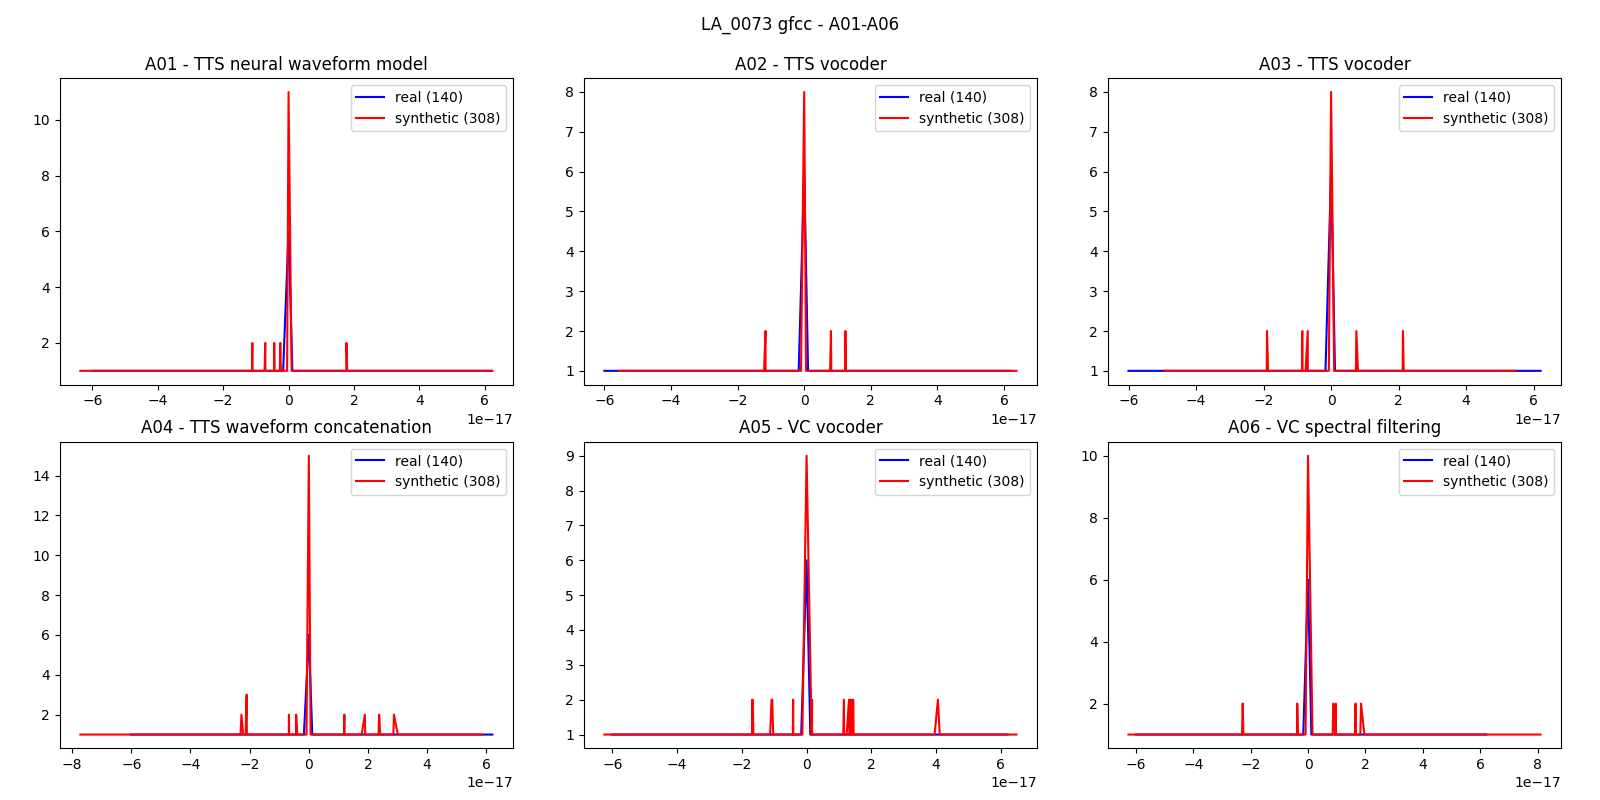 LA_0073 gfcc - A01-A06
A01 - TTS neural waveform model
real (140)
synthetic (308)
10
8
6
4
2
−6 −4 −2 0 2 4 6
1e−17
A02 - TTS vocoder
real (140)
synthetic (308)
8
7
6
5
4
3
2
1
−6 −4 −2 0 2 4 6
1e−17
A03 - TTS vocoder
real (140)
synthetic (308)
8
7
6
5
4
3
2
1
−6 −4 −2 0 2 4 6
1e−17
A04 - TTS waveform concatenation
real (140)
synthetic (308)
14
12
10
8
6
4
2
−8 −6 −4 −2 0 2 4 6
1e−17
A05 - VC vocoder
real (140)
synthetic (308)
9
8
7
6
5
4
3
2
1
−6 −4 −2 0 2 4 6
1e−17
A06 - VC spectral filtering
real (140)
synthetic (308)
10
8
6
4
2
−6 −4 −2 0 2 4 6 8
1e−17